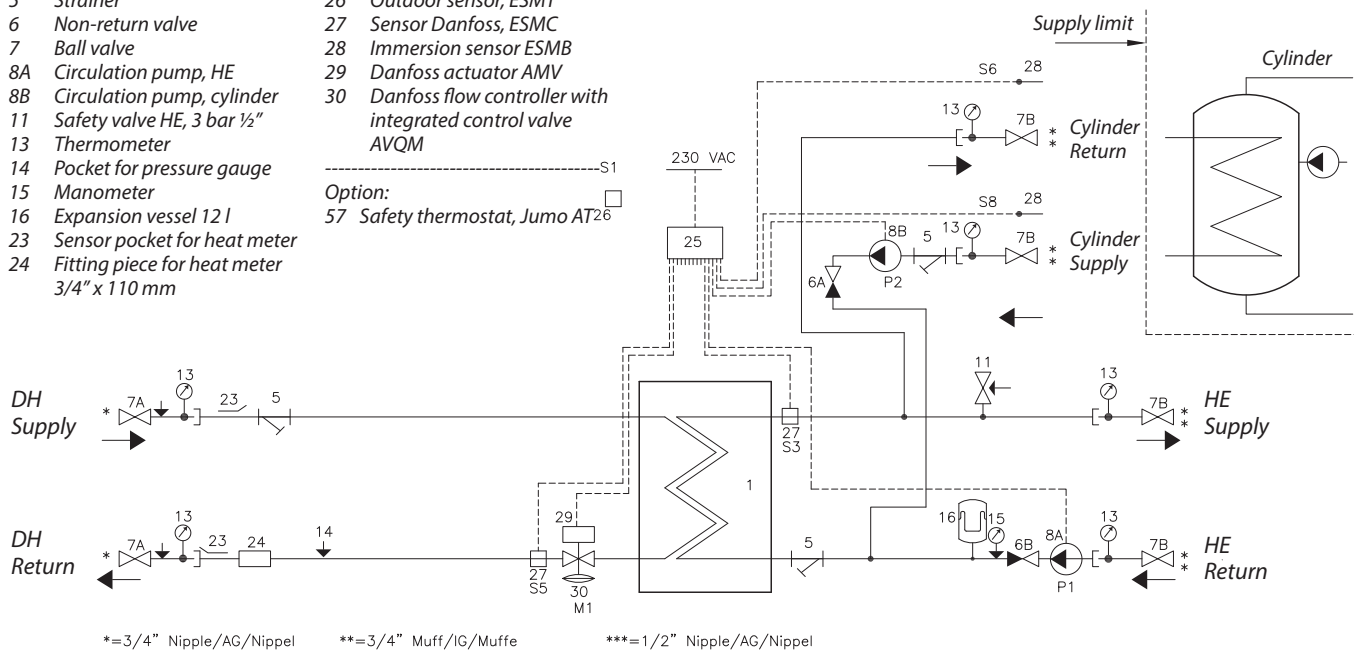 5 Strainer
6 Non-return valve
7 Ball valve
8A Circulation pump, HE
8B Circulation pump, cylinder
11 Safety valve HE, 3 bar ½"
13 Thermometer
14 Pocket for pressure gauge
15 Manometer
16 Expansion vessel 12 l
23 Sensor pocket for heat meter
24 Fitting piece for heat meter
3/4" x 110 mm
26 Outdoor sensor, ESMT
27 Sensor Danfoss, ESMC
28 Immersion sensor ESMB
29 Danfoss actuator AMV
30 Danfoss flow controller with
integrated control valve
AVQM
S1
Option:
57 Safety thermostat, Jumo AT
26
230 VAC
25
Supply limit
Cylinder
S6 28
13 7B
*
*
Cylinder
Return
S8 28
8B 5 13 7B
*
*
Cylinder
Supply
P2
6A
DH
Supply
* 7A 13 23 5
27
S3
11
13
7B
*
*
HE
Supply
1
DH
Return
* 7A 13 23 24 14
27
S5
29
30
M1
5
16
15
6B
8A
P1
13
7B
*
*
HE
Return
*=3/4" Nipple/AG/Nippel **=3/4" Muff/IG/Muffe ***=1/2" Nipple/AG/Nippel